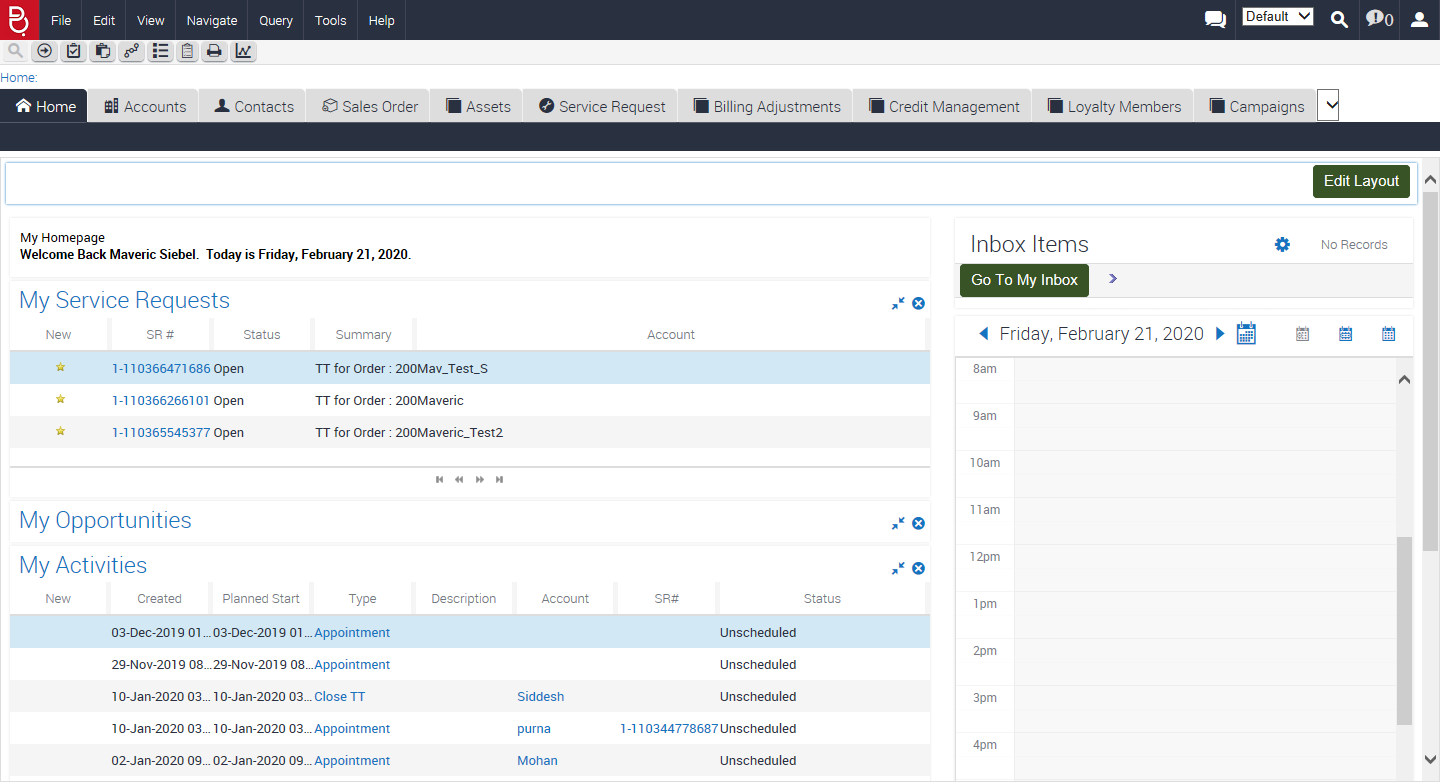 File Edit View Navigate Query Tools Help Default 0
Home:
Home Accounts Contacts Sales Order Assets Service Request Billing Adjustments Credit Management Loyalty Members Campaigns
Edit Layout
My Homepage
Welcome Back Maveric Siebel. Today is Friday, February 21, 2020.
My Service Requests
New SR # Status Summary Account
1-110366471686 Open TT for Order : 200Mav_Test_S
1-110366266101 Open TT for Order : 200Maveric
1-110365545377 Open TT for Order : 200Maveric_Test2
My Opportunities
My Activities
New Created Planned Start Type Description Account SR# Status
03-Dec-2019 01... 03-Dec-2019 01... Appointment Unscheduled
29-Nov-2019 08... 29-Nov-2019 08... Appointment Unscheduled
10-Jan-2020 03... 10-Jan-2020 03... Close TT Siddesh Unscheduled
10-Jan-2020 03... 10-Jan-2020 03... Appointment purna 1-110344778687 Unscheduled
02-Jan-2020 09... 02-Jan-2020 09... Appointment Mohan Unscheduled
Inbox Items No Records
Go To My Inbox
Friday, February 21, 2020
8am
9am
10am
11am
12pm
1pm
2pm
3pm
4pm